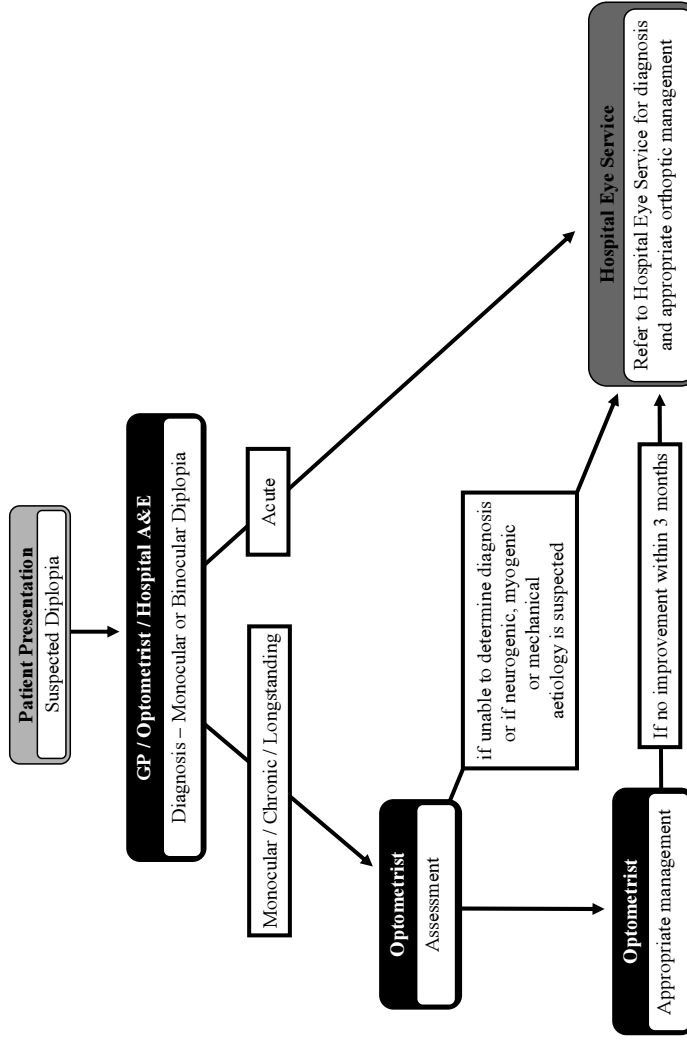 Patient Presentation
Suspected Diplopia
GP / Optometrist / Hospital A&E
Diagnosis – Monocular or Binocular Diplopia
Monocular / Chronic / Longstanding
Acute
Optometrist
Assessment
if unable to determine diagnosis
or if neurogenic, myogenic
or mechanical
aetiology is suspected
Optometrist
Appropriate management
If no improvement within 3 months
Hospital Eye Service
Refer to Hospital Eye Service for diagnosis
and appropriate orthoptic management